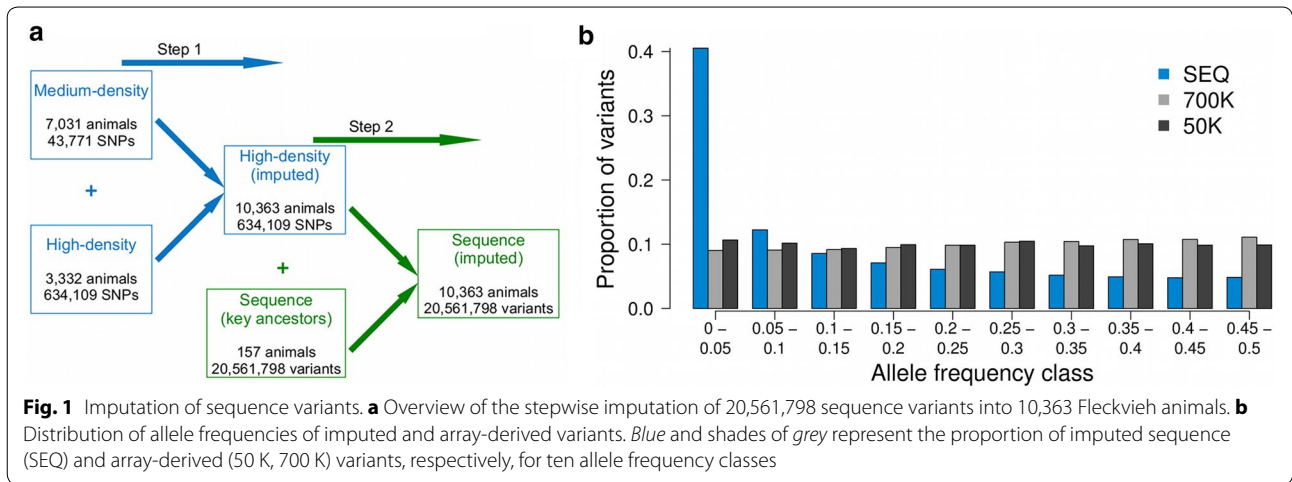 a
Step 1
Medium-density
7,031 animals
43,771 SNPs
+
High-density
3,332 animals
634,109 SNPs
Step 2
High-density
(imputed)
10,363 animals
634,109 SNPs
+
Sequence
(key ancestors)
157 animals
20,561,798 variants
Sequence
(imputed)
10,363 animals
20,561,798 variants
b
Proportion of variants
0.4
0.3
0.2
0.1
0.0
SEQ
700K
50K
0 – 0.05 – 0.1 – 0.15 – 0.2 – 0.25 – 0.3 – 0.35 – 0.4 – 0.45 –
0.05 0.1 0.15 0.2 0.25 0.3 0.35 0.4 0.45 0.5
Allele frequency class
Fig. 1 Imputation of sequence variants. a Overview of the stepwise imputation of 20,561,798 sequence variants into 10,363 Fleckvieh animals. b
Distribution of allele frequencies of imputed and array-derived variants. Blue and shades of grey represent the proportion of imputed sequence
(SEQ) and array-derived (50 K, 700 K) variants, respectively, for ten allele frequency classes